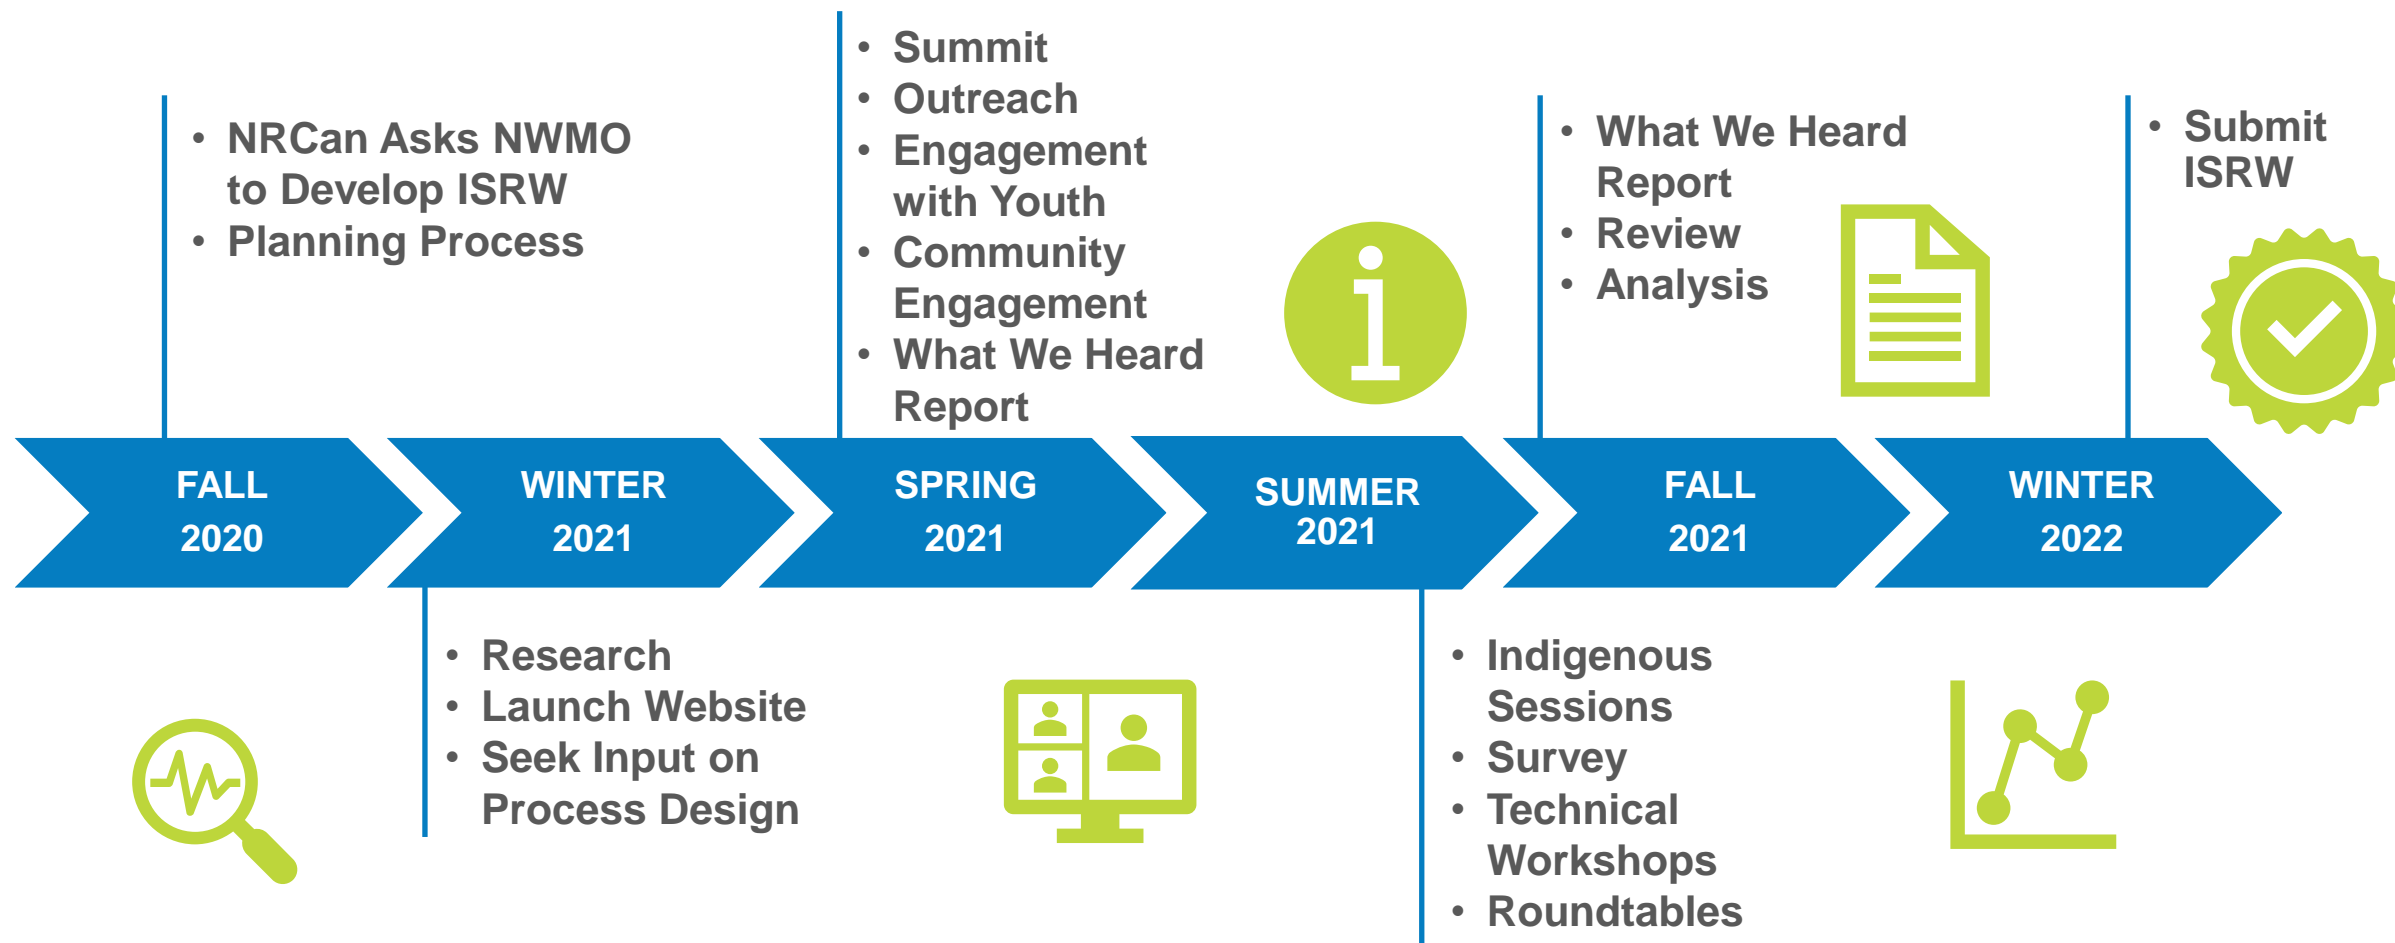 • NRCan Asks NWMO
to Develop ISRW
• Planning Process
• Summit
• Outreach
• Engagement
with Youth
• Community
Engagement
• What We Heard
Report
• What We Heard
Report
• Review
• Analysis
• Submit
ISRW
FALL
2020
WINTER
2021
SPRING
2021
SUMMER
2021
FALL
2021
WINTER
2022
• Research
• Launch Website
• Seek Input on
Process Design
• Indigenous
Sessions
• Survey
• Technical
Workshops
• Roundtables